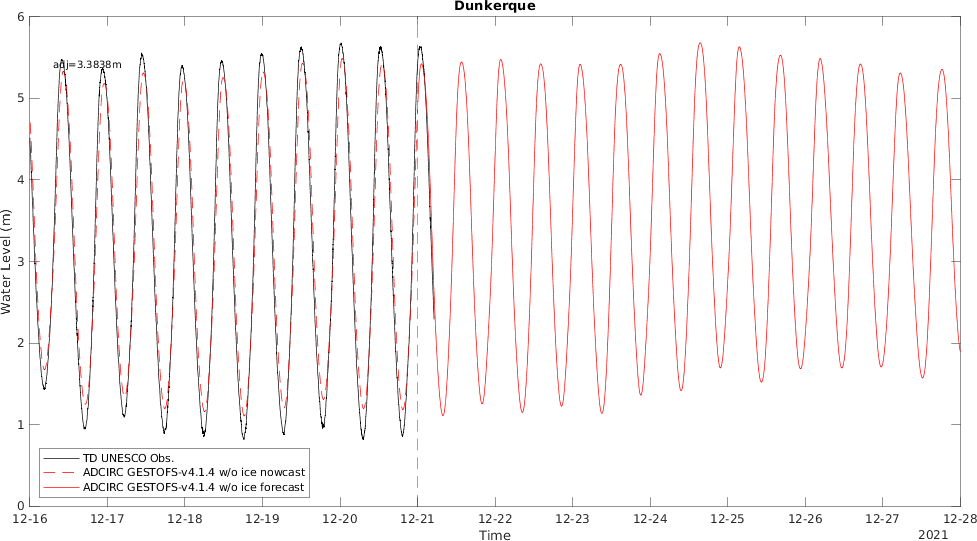 Dunkerque
6
adj=3.3838m
5
4
3
2
1
0
Water Level (m)
TD UNESCO Obs.
ADCIRC GESTOFS-v4.1.4 w/o ice nowcast
ADCIRC GESTOFS-v4.1.4 w/o ice forecast
12-16 12-17 12-18 12-19 12-20 12-21 12-22 12-23 12-24 12-25 12-26 12-27 12-28
Time
2021